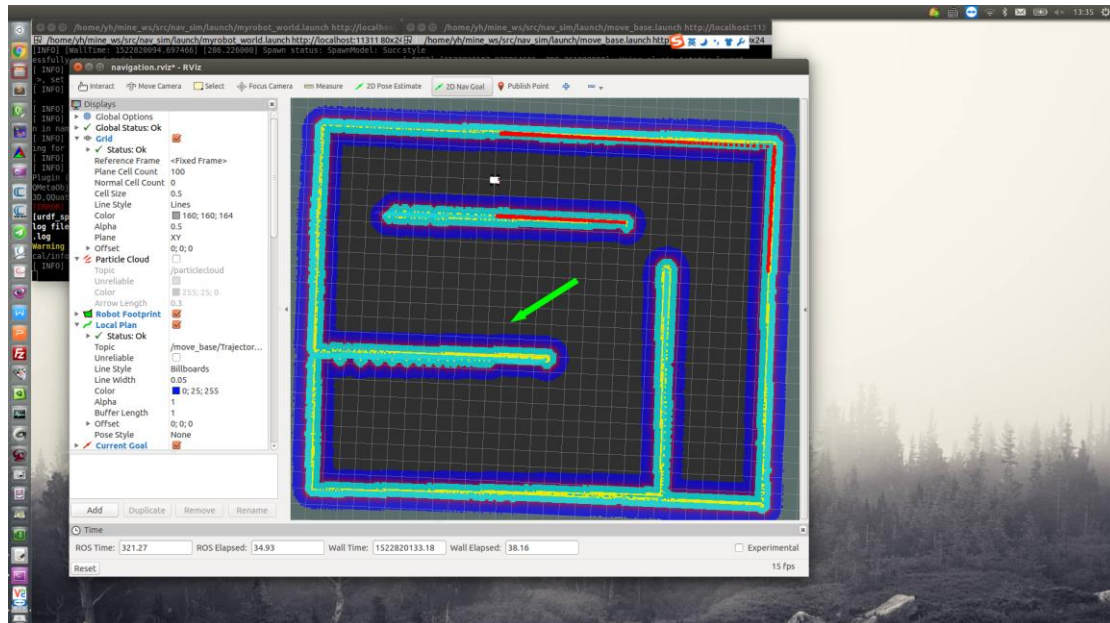 13:35
/home/yh/mine_ws/src/nav_sim/launch/myrobot_world.launch http://localhos
/home/yh/mine_ws/src/nav_sim/launch/move_base.launch http://localhost:113
/home/yh/mine_ws/src/nav_sim/launch/myrobot_world.launch http://localhost:11311 80x24
/home/yh/mine_ws/src/nav_sim/launch/move_base.launch http
[INFO] [WallTime: 1522820094.697466] [286.226000] Spawn status: SpawnModel: Succ
style
navigation.rviz* - RViz
Interact Move Camera Select Focus Camera Measure 2D Pose Estimate 2D Nav Goal Publish Point
Displays
Global Options
Global Status: Ok
Grid
Status: Ok
Reference Frame <Fixed Frame>
Plane Cell Count 100
Normal Cell Count 0
Cell Size 0.5
Line Style Lines
Color 160; 160; 164
Alpha 0.5
Plane XY
Offset 0; 0; 0
Particle Cloud
Topic /particlecloud
Unreliable
Color 255; 25; 0
Arrow Length 0.3
Robot Footprint
Local Plan
Status: Ok
Topic /move_base/Trajector...
Unreliable
Line Style Billboards
Line Width 0.05
Color 0; 25; 255
Alpha 1
Buffer Length 1
Offset 0; 0; 0
Pose Style None
Current Goal
Add Duplicate Remove Rename
Time
ROS Time: 321.27 ROS Elapsed: 34.93 Wall Time: 1522820133.18 Wall Elapsed: 38.16 Experimental
Reset 15 fps